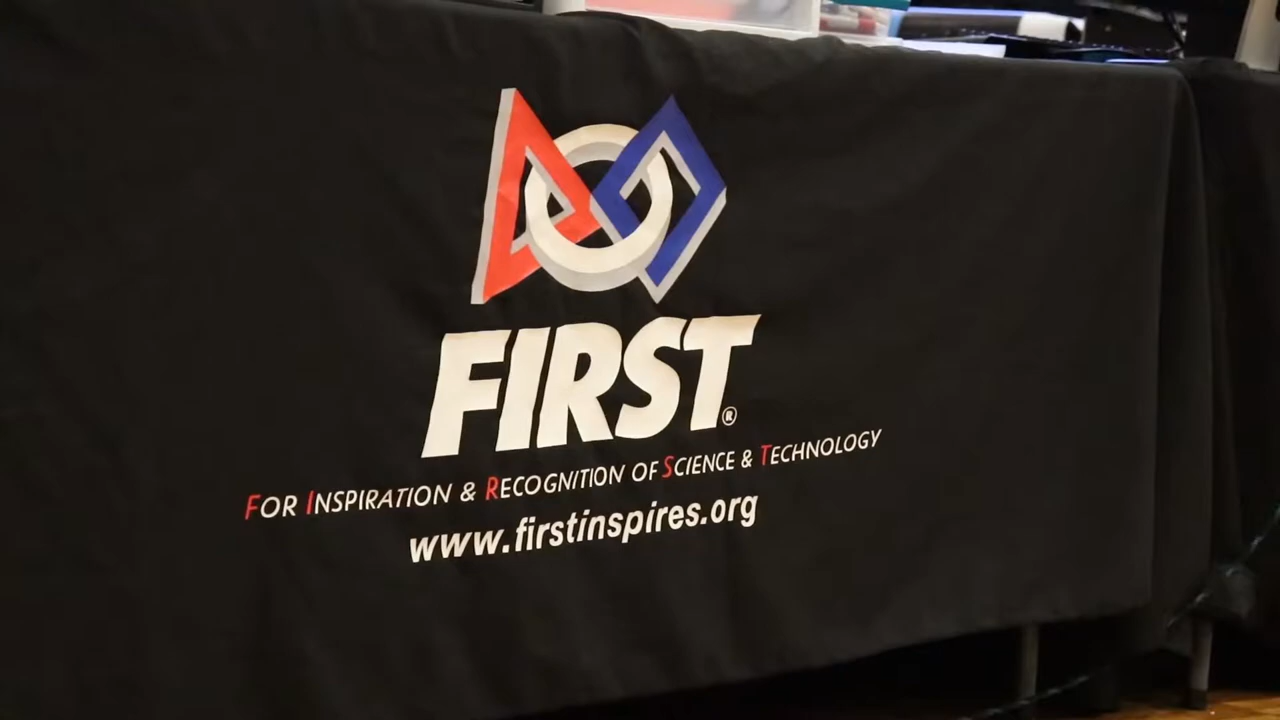 FIRST®
FOR INSPIRATION & RECOGNITION OF SCIENCE & TECHNOLOGY
www.firstinspires.org